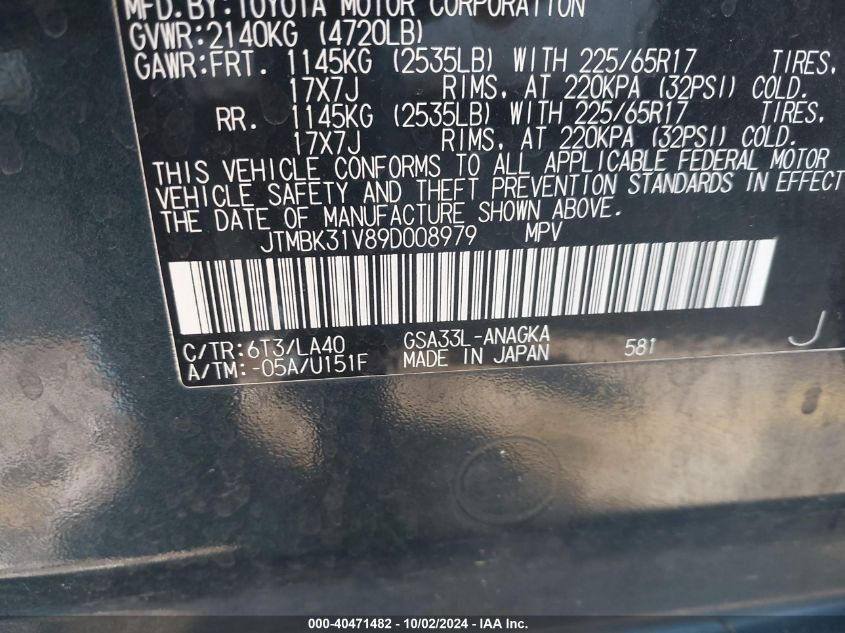 MFD.BY:TOYOTA MOTOR CORPORATION
GVWR:2140KG (4720LB)
GAWR:FRT. 1145KG (2535LB) WITH 225/65R17 TIRES,
17X7J RIMS, AT 220KPA (32PSI) COLD.
RR. 1145KG (2535LB) WITH 225/65R17 TIRES,
17X7J RIMS, AT 220KPA (32PSI) COLD.
THIS VEHICLE CONFORMS TO ALL APPLICABLE FEDERAL MOTOR
VEHICLE SAFETY AND THEFT PREVENTION STANDARDS IN EFFECT
THE DATE OF MANUFACTURE SHOWN ABOVE.
JTMBK31V89D008979 MPV
C/TR:6T3/LA40 GSA33L-ANAGKA 581 J
A/TM:-05A/U151F MADE IN JAPAN
000-40471482 - 10/02/2024 - IAA Inc.